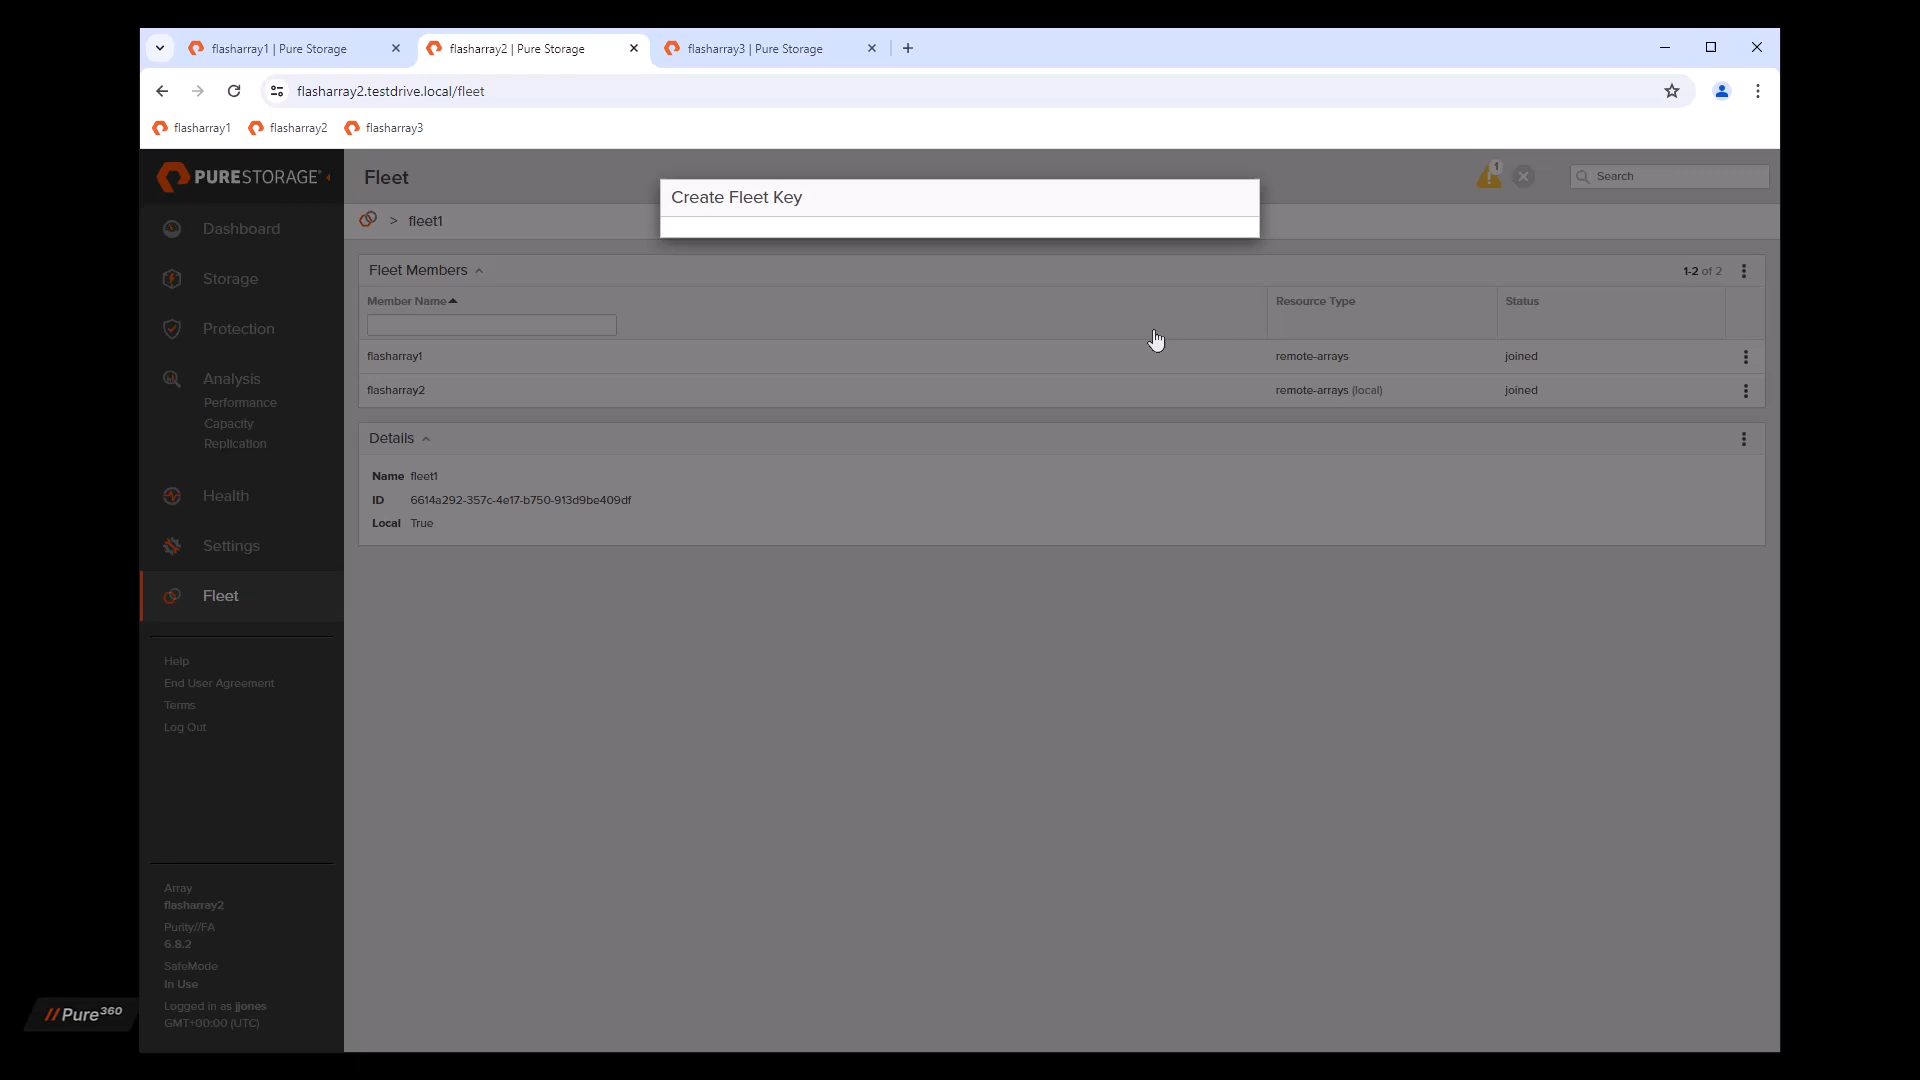 flasharray1 | Pure Storage
flasharray2 | Pure Storage
flasharray3 | Pure Storage
flasharray2.testdrive.local/fleet
flasharray1
flasharray2
flasharray3
PURESTORAGE®
Fleet
1
Search
Create Fleet Key
> fleet1
Dashboard
Storage
Protection
Analysis
Performance
Capacity
Replication
Health
Settings
Fleet
Help
End User Agreement
Terms
Log Out
Array
flasharray2
Purity//FA
6.8.2
SafeMode
In Use
Logged in as jjones
GMT+00:00 (UTC)
Fleet Members
1-2 of 2
Member Name Resource Type Status
flasharray1 remote-arrays joined
flasharray2 remote-arrays (local) joined
Details
Name fleet1
ID 6614a292-357c-4e17-b750-913d9be409df
Local True
//Pure360